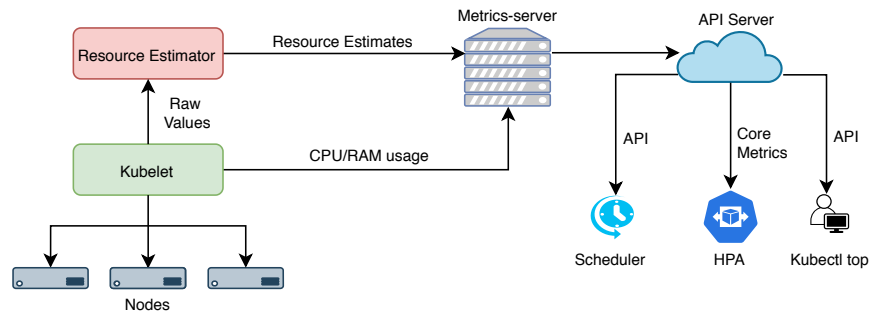 Metrics-server
API Server
Resource Estimator
Resource Estimates
Raw
Values
Kubelet
CPU/RAM usage
API
Core
Metrics
API
Scheduler
HPA
Kubectl top
Nodes